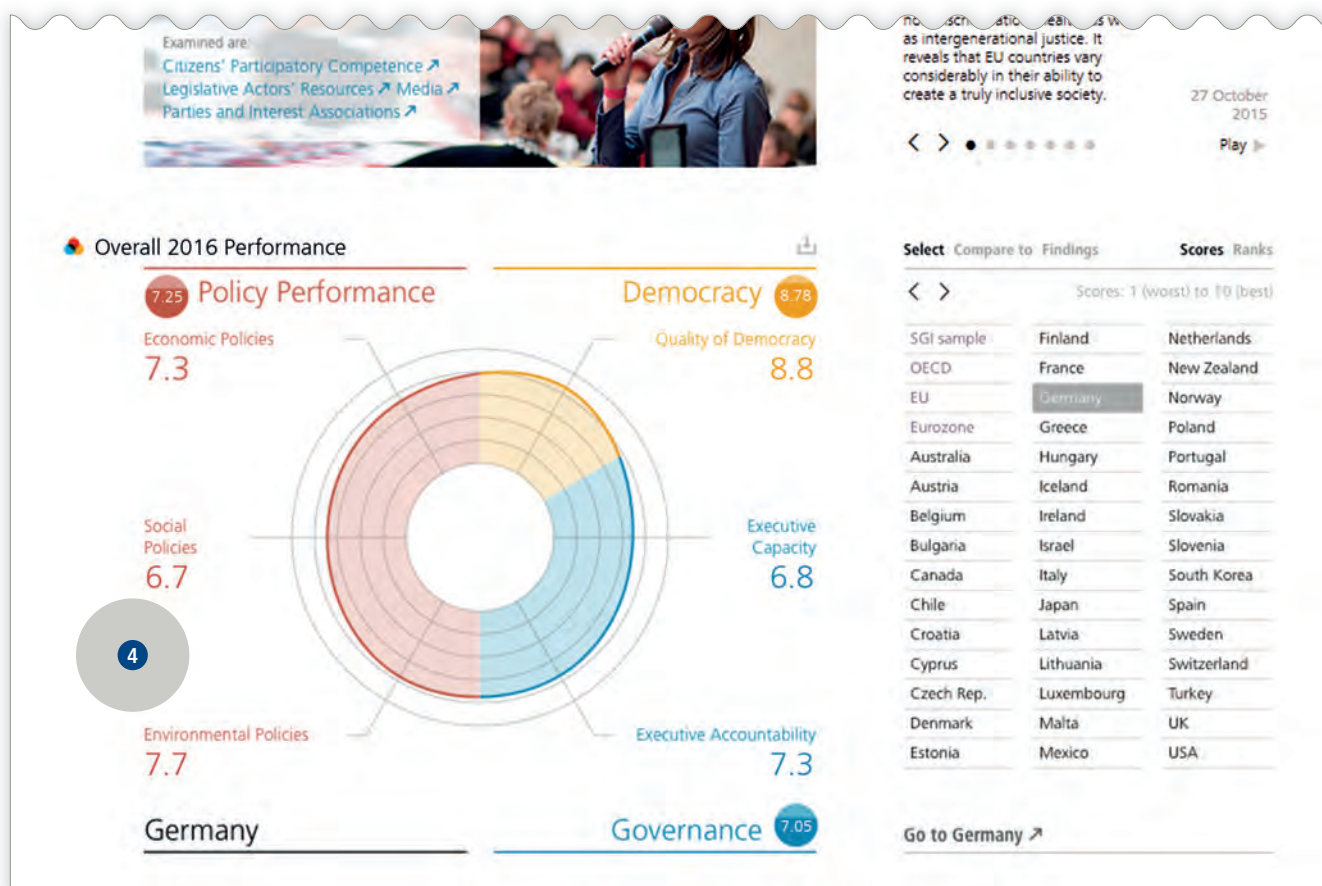 Examined are:
Citizens' Participatory Competence ↗
Legislative Actors' Resources ↗ Media ↗
Parties and Interest Associations ↗
as intergenerational justice. It
reveals that EU countries vary
considerably in their ability to
create a truly inclusive society.
27 October
2015
Play
Overall 2016 Performance
7.25 Policy Performance
Democracy 8.78
Economic Policies
7.3
Quality of Democracy
8.8
Social
Policies
6.7
Executive
Capacity
6.8
4
Environmental Policies
7.7
Executive Accountability
7.3
Germany
Governance 7.05
Select Compare to Findings Scores Ranks
Scores: 1 (worst) to 10 (best)
SGI sample Finland Netherlands
OECD France New Zealand
EU Germany Norway
Eurozone Greece Poland
Australia Hungary Portugal
Austria Iceland Romania
Belgium Ireland Slovakia
Bulgaria Israel Slovenia
Canada Italy South Korea
Chile Japan Spain
Croatia Latvia Sweden
Cyprus Lithuania Switzerland
Czech Rep. Luxembourg Turkey
Denmark Malta UK
Estonia Mexico USA
Go to Germany ↗